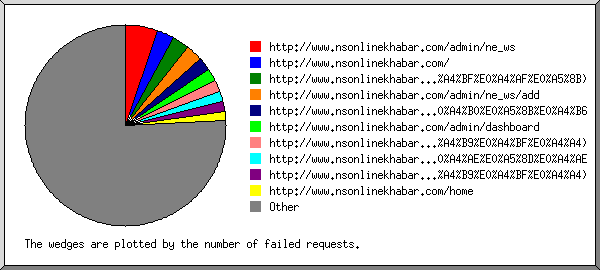 http://www.nsonlinekhabar.com/admin/ne_ws
http://www.nsonlinekhabar.com/
http://www.nsonlinekhabar...%A4%BF%E0%A4%AF%E0%A5%8B)
http://www.nsonlinekhabar.com/admin/ne_ws/add
http://www.nsonlinekhabar...0%A4%B0%E0%A5%8B%E0%A4%B6
http://www.nsonlinekhabar.com/admin/dashboard
http://www.nsonlinekhabar...%A4%B9%E0%A4%BF%E0%A4%A4)
http://www.nsonlinekhabar...0%A4%AE%E0%A5%8D%E0%A4%AE
http://www.nsonlinekhabar...%A4%B9%E0%A4%BF%E0%A4%A4)
http://www.nsonlinekhabar.com/home
Other
The wedges are plotted by the number of failed requests.